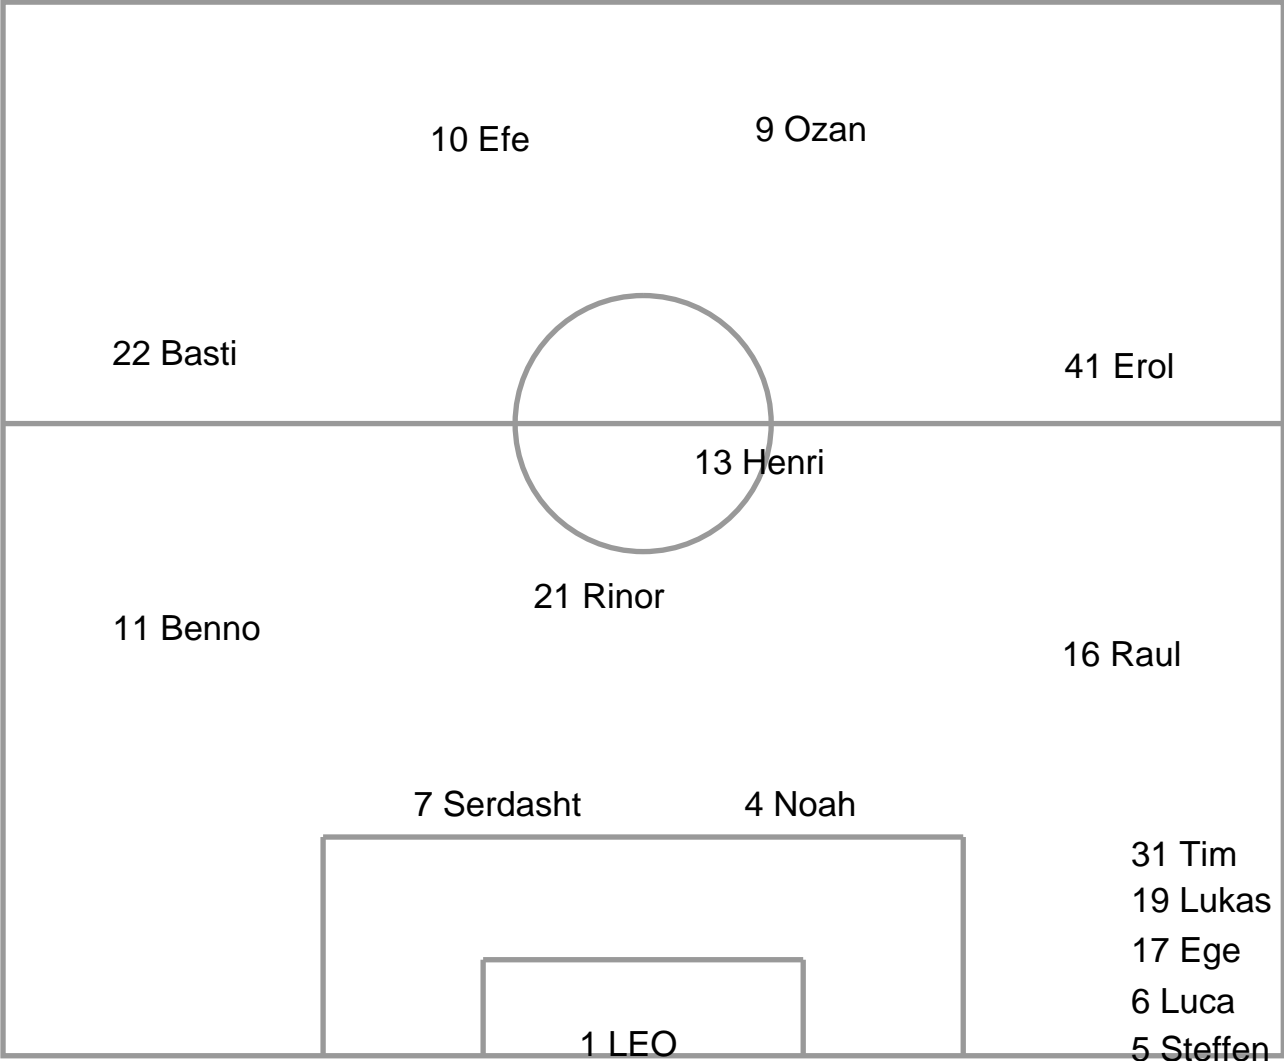 10 Efe
9 Ozan
22 Basti
41 Erol
13 Henri
21 Rinor
11 Benno
16 Raul
7 Serdasht
4 Noah
31 Tim
19 Lukas
17 Ege
6 Luca
1 LEO
5 Steffen